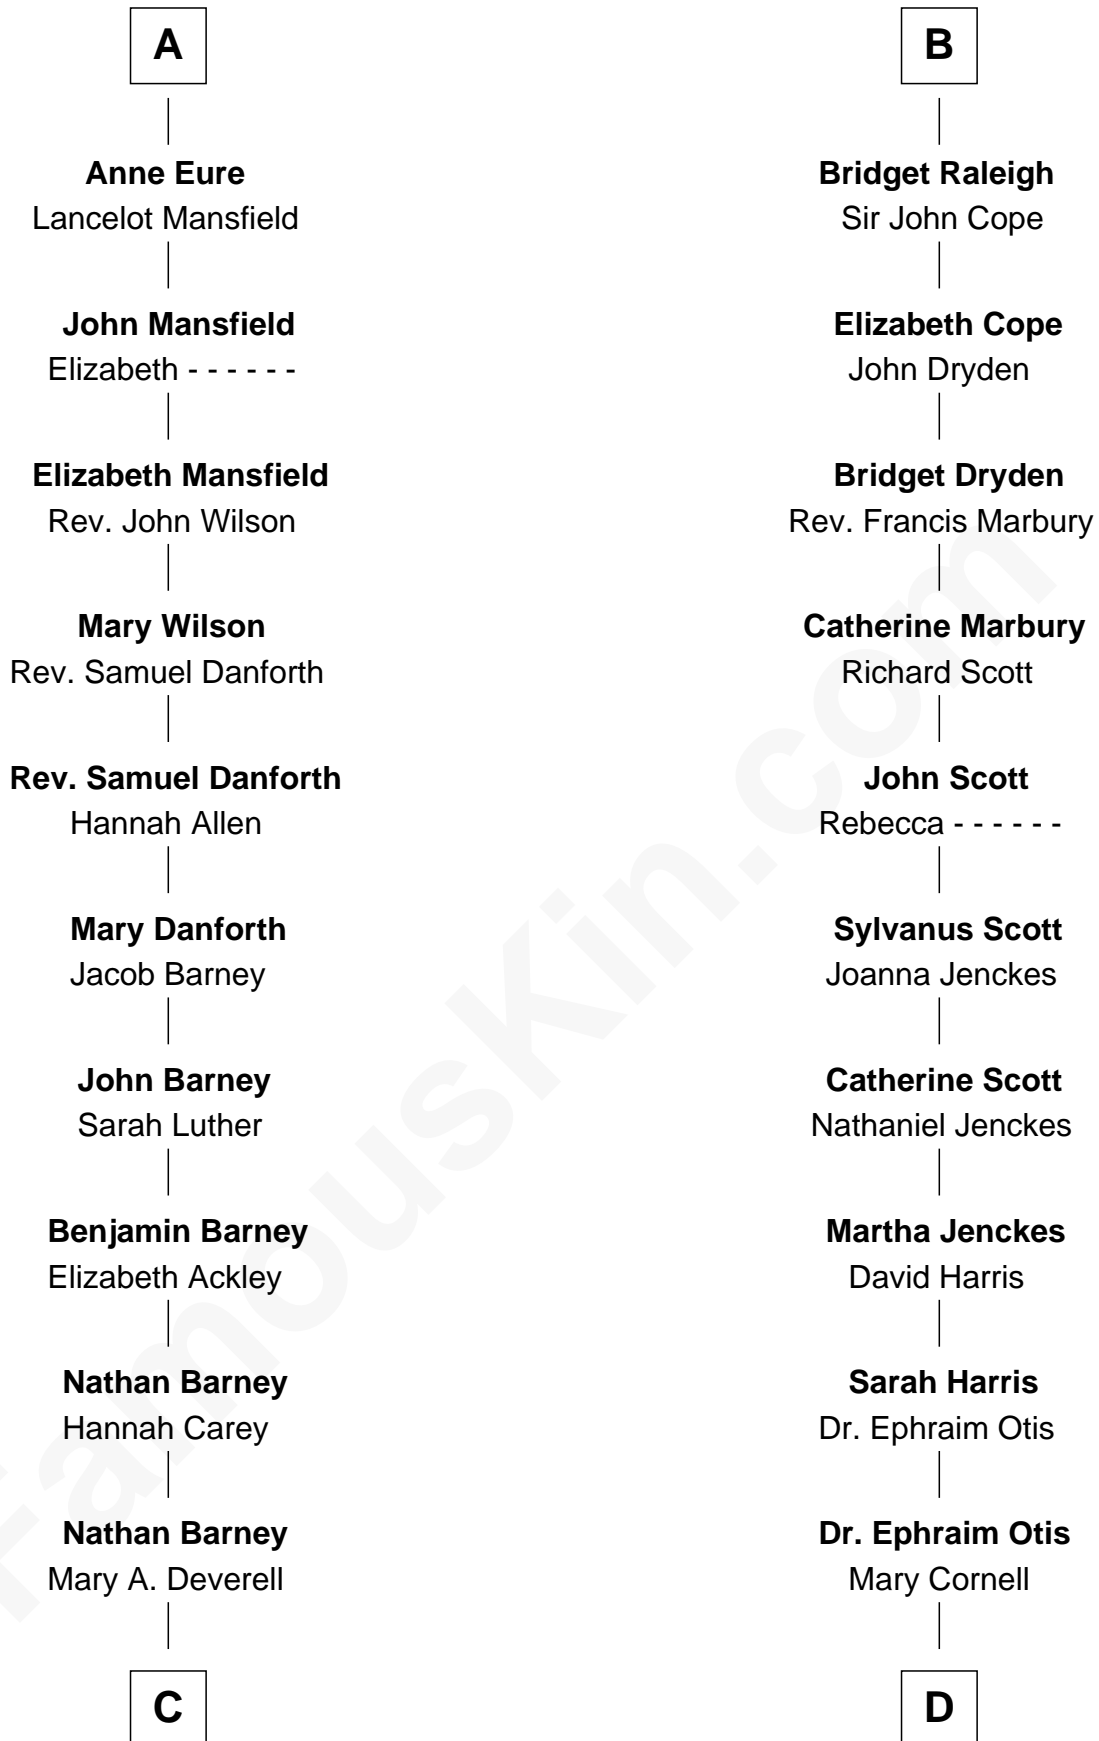 A
Anne Eure
Lancelot Mansfield
John Mansfield
Elizabeth - - - - - -
Elizabeth Mansfield
Rev. John Wilson
Mary Wilson
Rev. Samuel Danforth
Rev. Samuel Danforth
Hannah Allen
Mary Danforth
Jacob Barney
John Barney
Sarah Luther
Benjamin Barney
Elizabeth Ackley
Nathan Barney
Hannah Carey
Nathan Barney
Mary A. Deverell
C
B
Bridget Raleigh
Sir John Cope
Elizabeth Cope
John Dryden
Bridget Dryden
Rev. Francis Marbury
Catherine Marbury
Richard Scott
John Scott
Rebecca - - - - - -
Sylvanus Scott
Joanna Jenckes
Catherine Scott
Nathaniel Jenckes
Martha Jenckes
David Harris
Sarah Harris
Dr. Ephraim Otis
Dr. Ephraim Otis
Mary Cornell
D
FamousKin.com